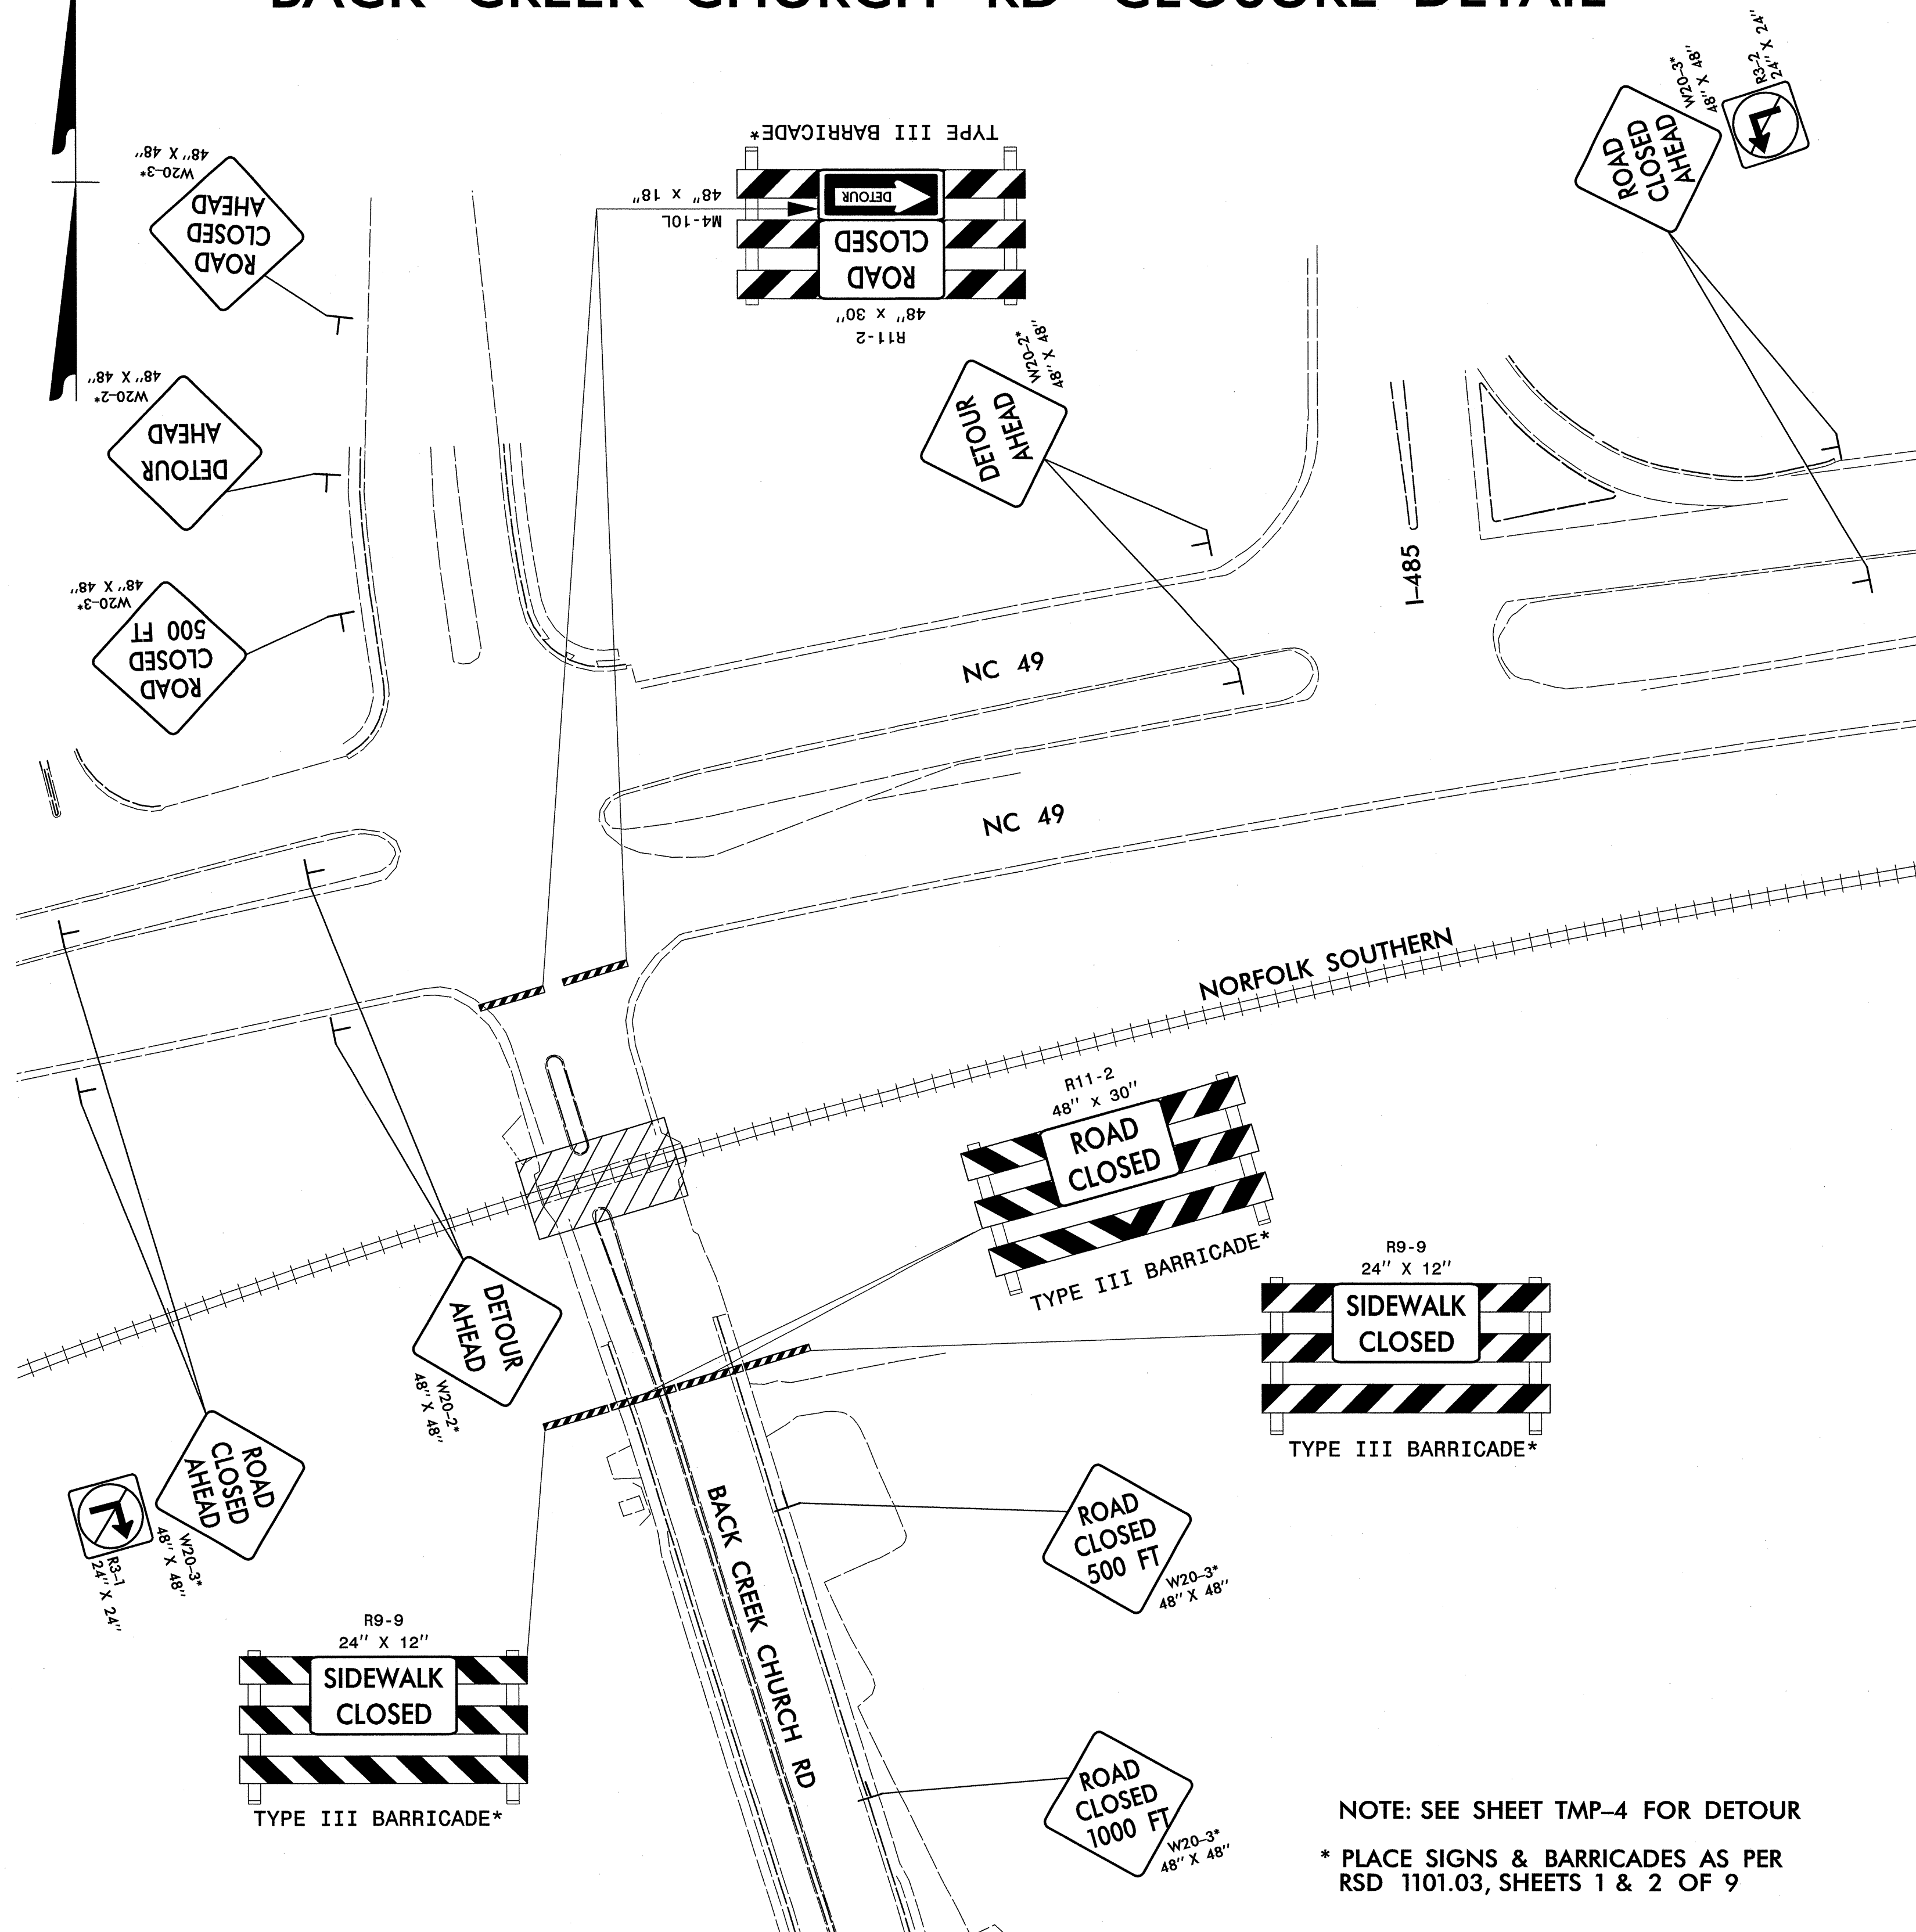 BACK CREEK CHURCH RD CLOSURE DETAIL
48" X 48"
W20-3*
ROAD
CLOSED
AHEAD
48" X 48"
W20-2*
DETOUR
AHEAD
48" X 48"
W20-3*
ROAD
CLOSED
500 FT
TYPE III BARRICADE*
M4-10L
48" X 18"
DETOUR
ROAD
CLOSED
R11-2
48" X 30"
W20-2*
48" X 48"
DETOUR
AHEAD
W20-3*
48" X 48"
ROAD
CLOSED
AHEAD
R3-2
24" X 24"
I-485
NC 49
NC 49
NORFOLK SOUTHERN
R11-2
48" X 30"
ROAD
CLOSED
TYPE III BARRICADE*
R9-9
24" X 12"
SIDEWALK
CLOSED
TYPE III BARRICADE*
DETOUR
AHEAD
W20-2*
48" X 48"
ROAD
CLOSED
AHEAD
W20-3*
48" X 48"
R3-1
24" X 24"
R9-9
24" X 12"
SIDEWALK
CLOSED
TYPE III BARRICADE*
BACK CREEK CHURCH RD
ROAD
CLOSED
500 FT
W20-3*
48" X 48"
ROAD
CLOSED
1000 FT
W20-3*
48" X 48"
NOTE: SEE SHEET TMP-4 FOR DETOUR
* PLACE SIGNS & BARRICADES AS PER
RSD 1101.03, SHEETS 1 & 2 OF 9